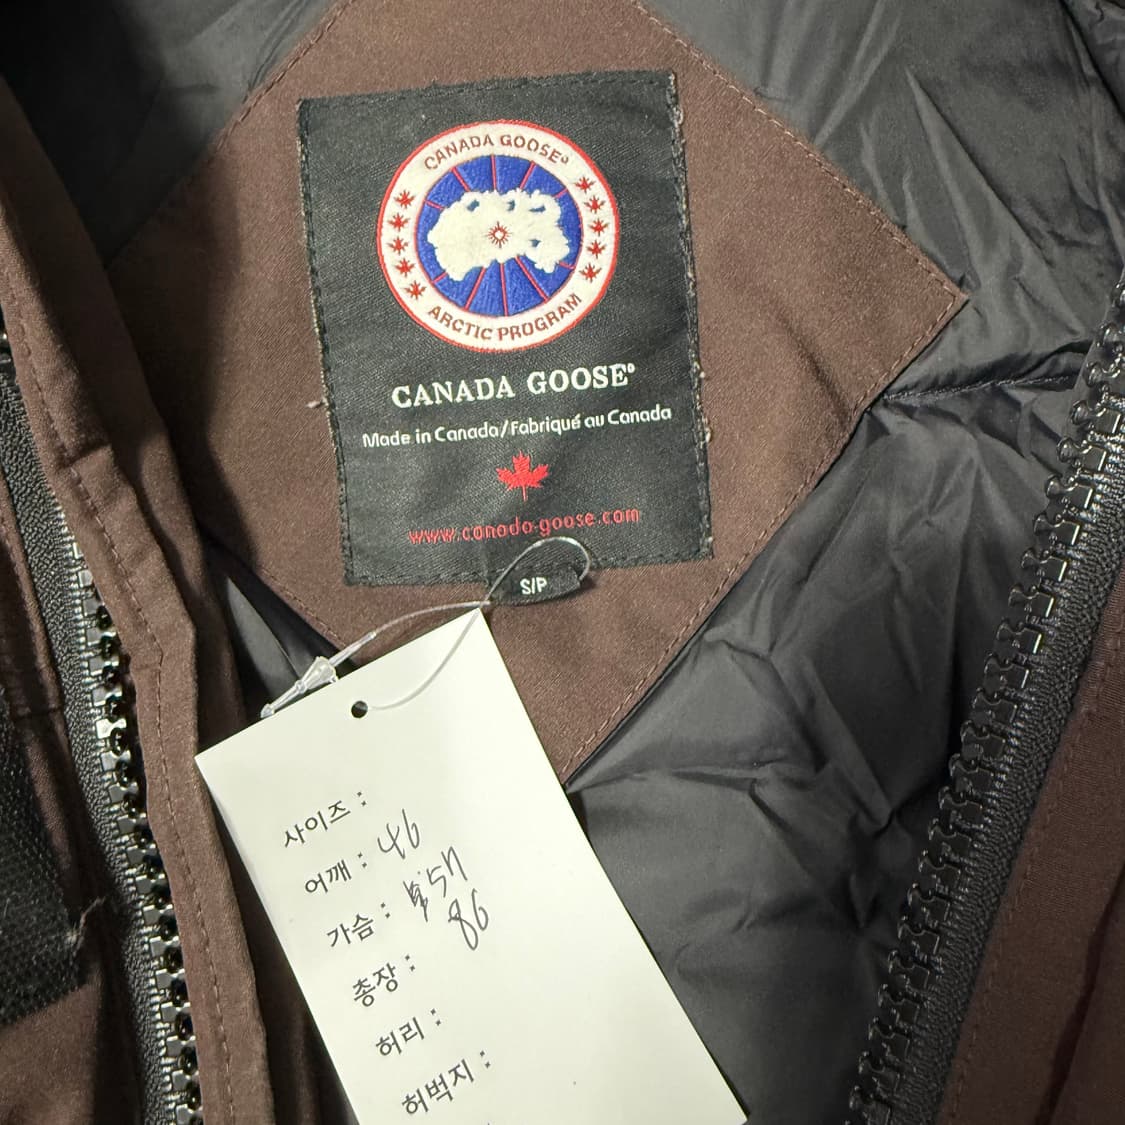 CANADA GOOSE®
ARCTIC PROGRAM
CANADA GOOSE®
Made in Canada/Fabriqué au Canada
www.canada-goose.com
S/P
사이즈 :
어깨 : 46
가슴 : 57
총장 : 86
허리 :
허벅지 :